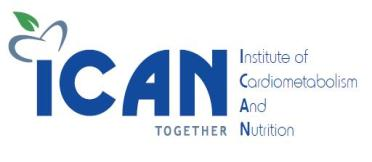 iCAN
TOGETHER
Institute of
Cardiometabolism
And
Nutrition